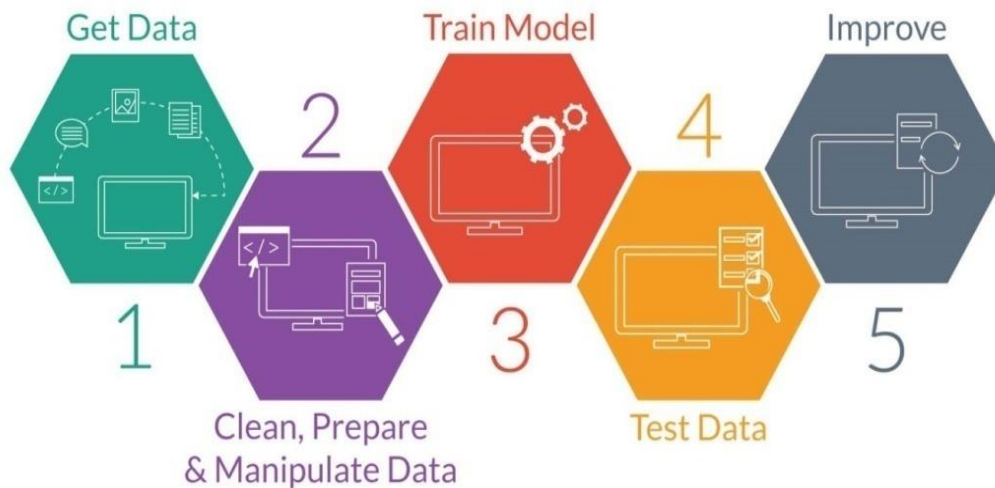 Get Data
</>
1
2
</>
Clean, Prepare
& Manipulate Data
Train Model
3
4
Test Data
Improve
5